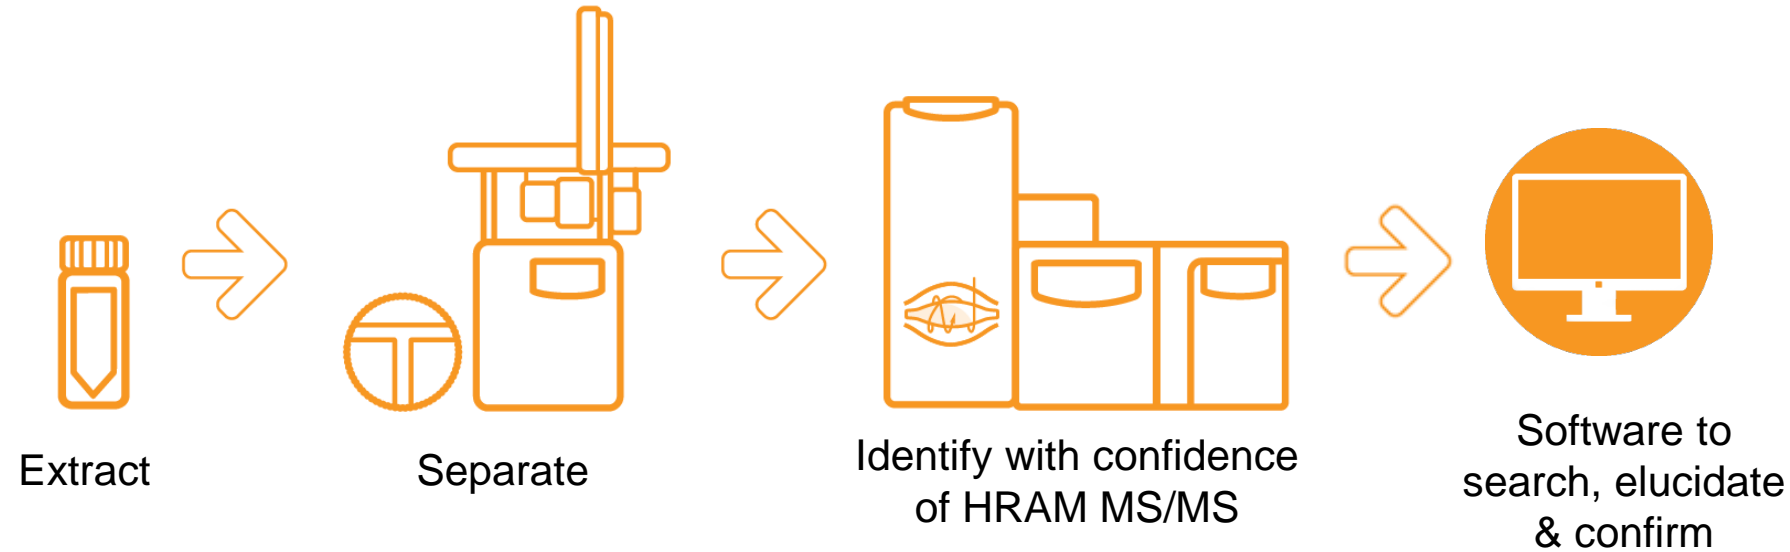 Extract
Separate
Identify with confidence
of HRAM MS/MS
Software to
search, elucidate
& confirm